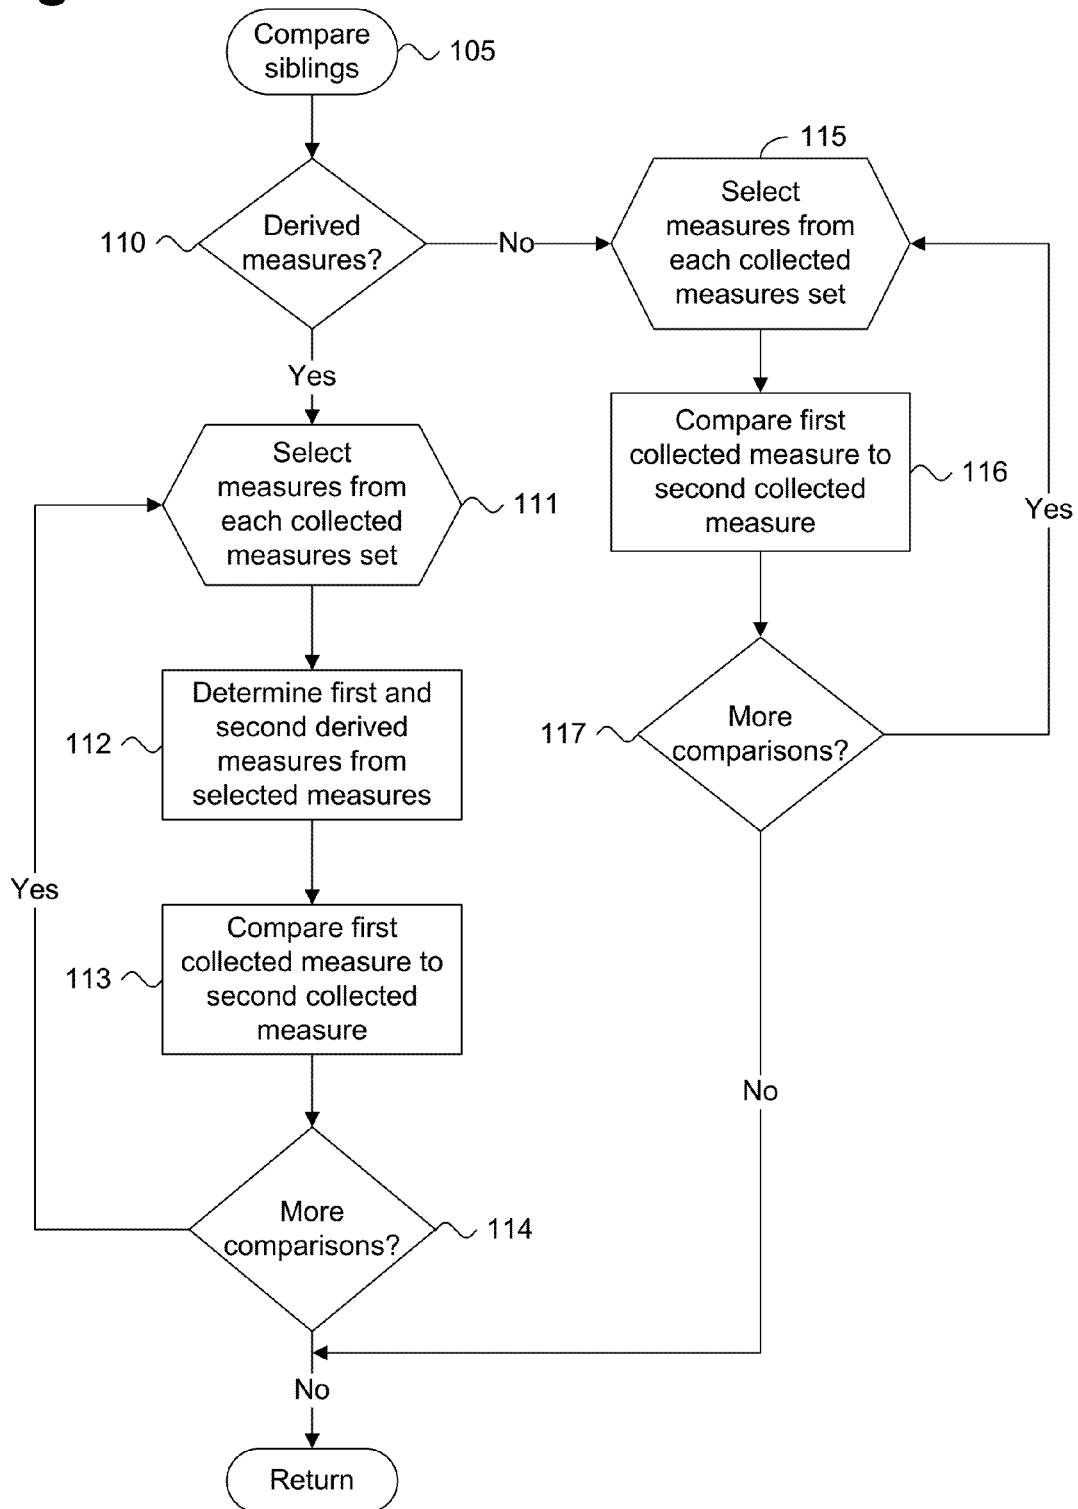 Compare
siblings
105
110
Derived
measures?
No
Yes
115
Select
measures from
each collected
measures set
Compare first
collected measure to
second collected
measure
116
More
comparisons?
117
Yes
No
Select
measures from
each collected
measures set
111
Determine first and
second derived
measures from
selected measures
112
Compare first
collected measure to
second collected
measure
113
More
comparisons?
114
Yes
No
Return